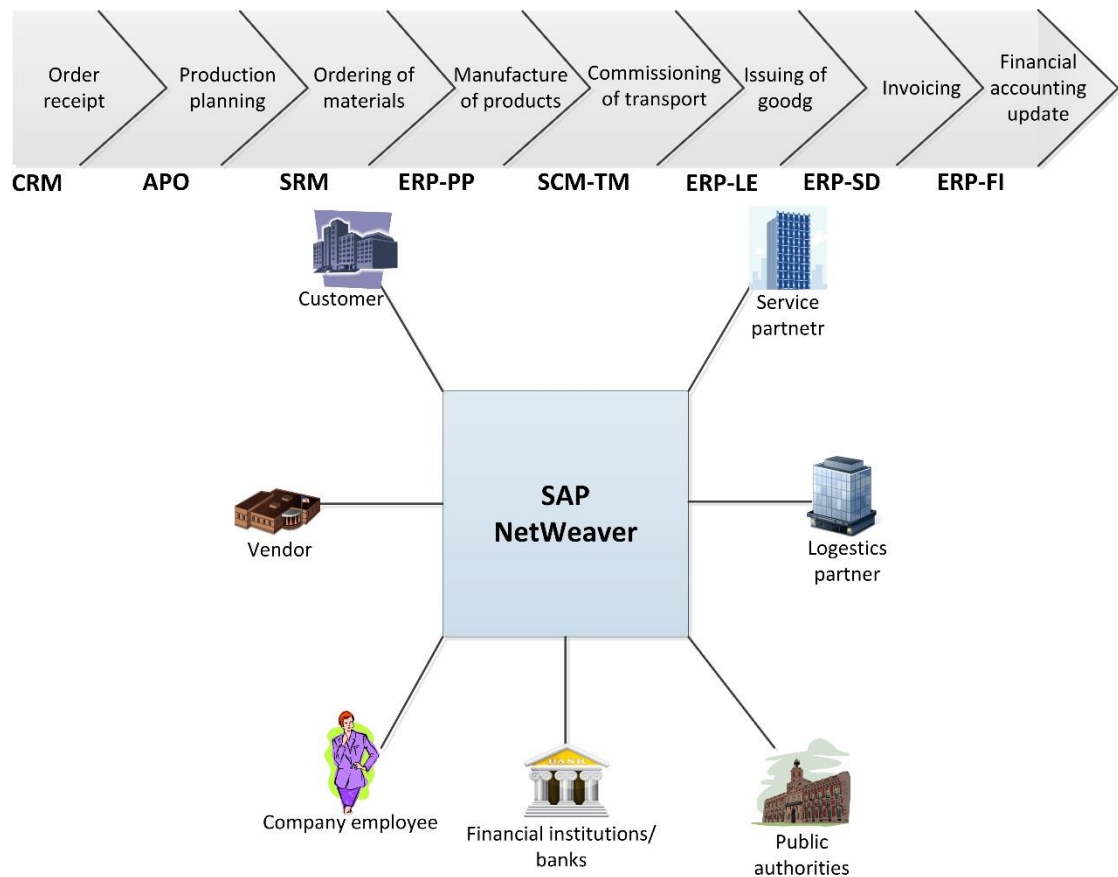 Order
receipt
Production
planning
Ordering of
materials
Manufacture
of products
Commissioning
of transport
Issuing of
goodg
Invoicing
Financial
accounting
update
CRM
APO
SRM
ERP-PP
SCM-TM
ERP-LE
ERP-SD
ERP-FI
Customer
Service
partnetr
SAP
NetWeaver
Vendor
Logestics
partner
Company employee
BANK
Financial institutions/
banks
Public
authorities